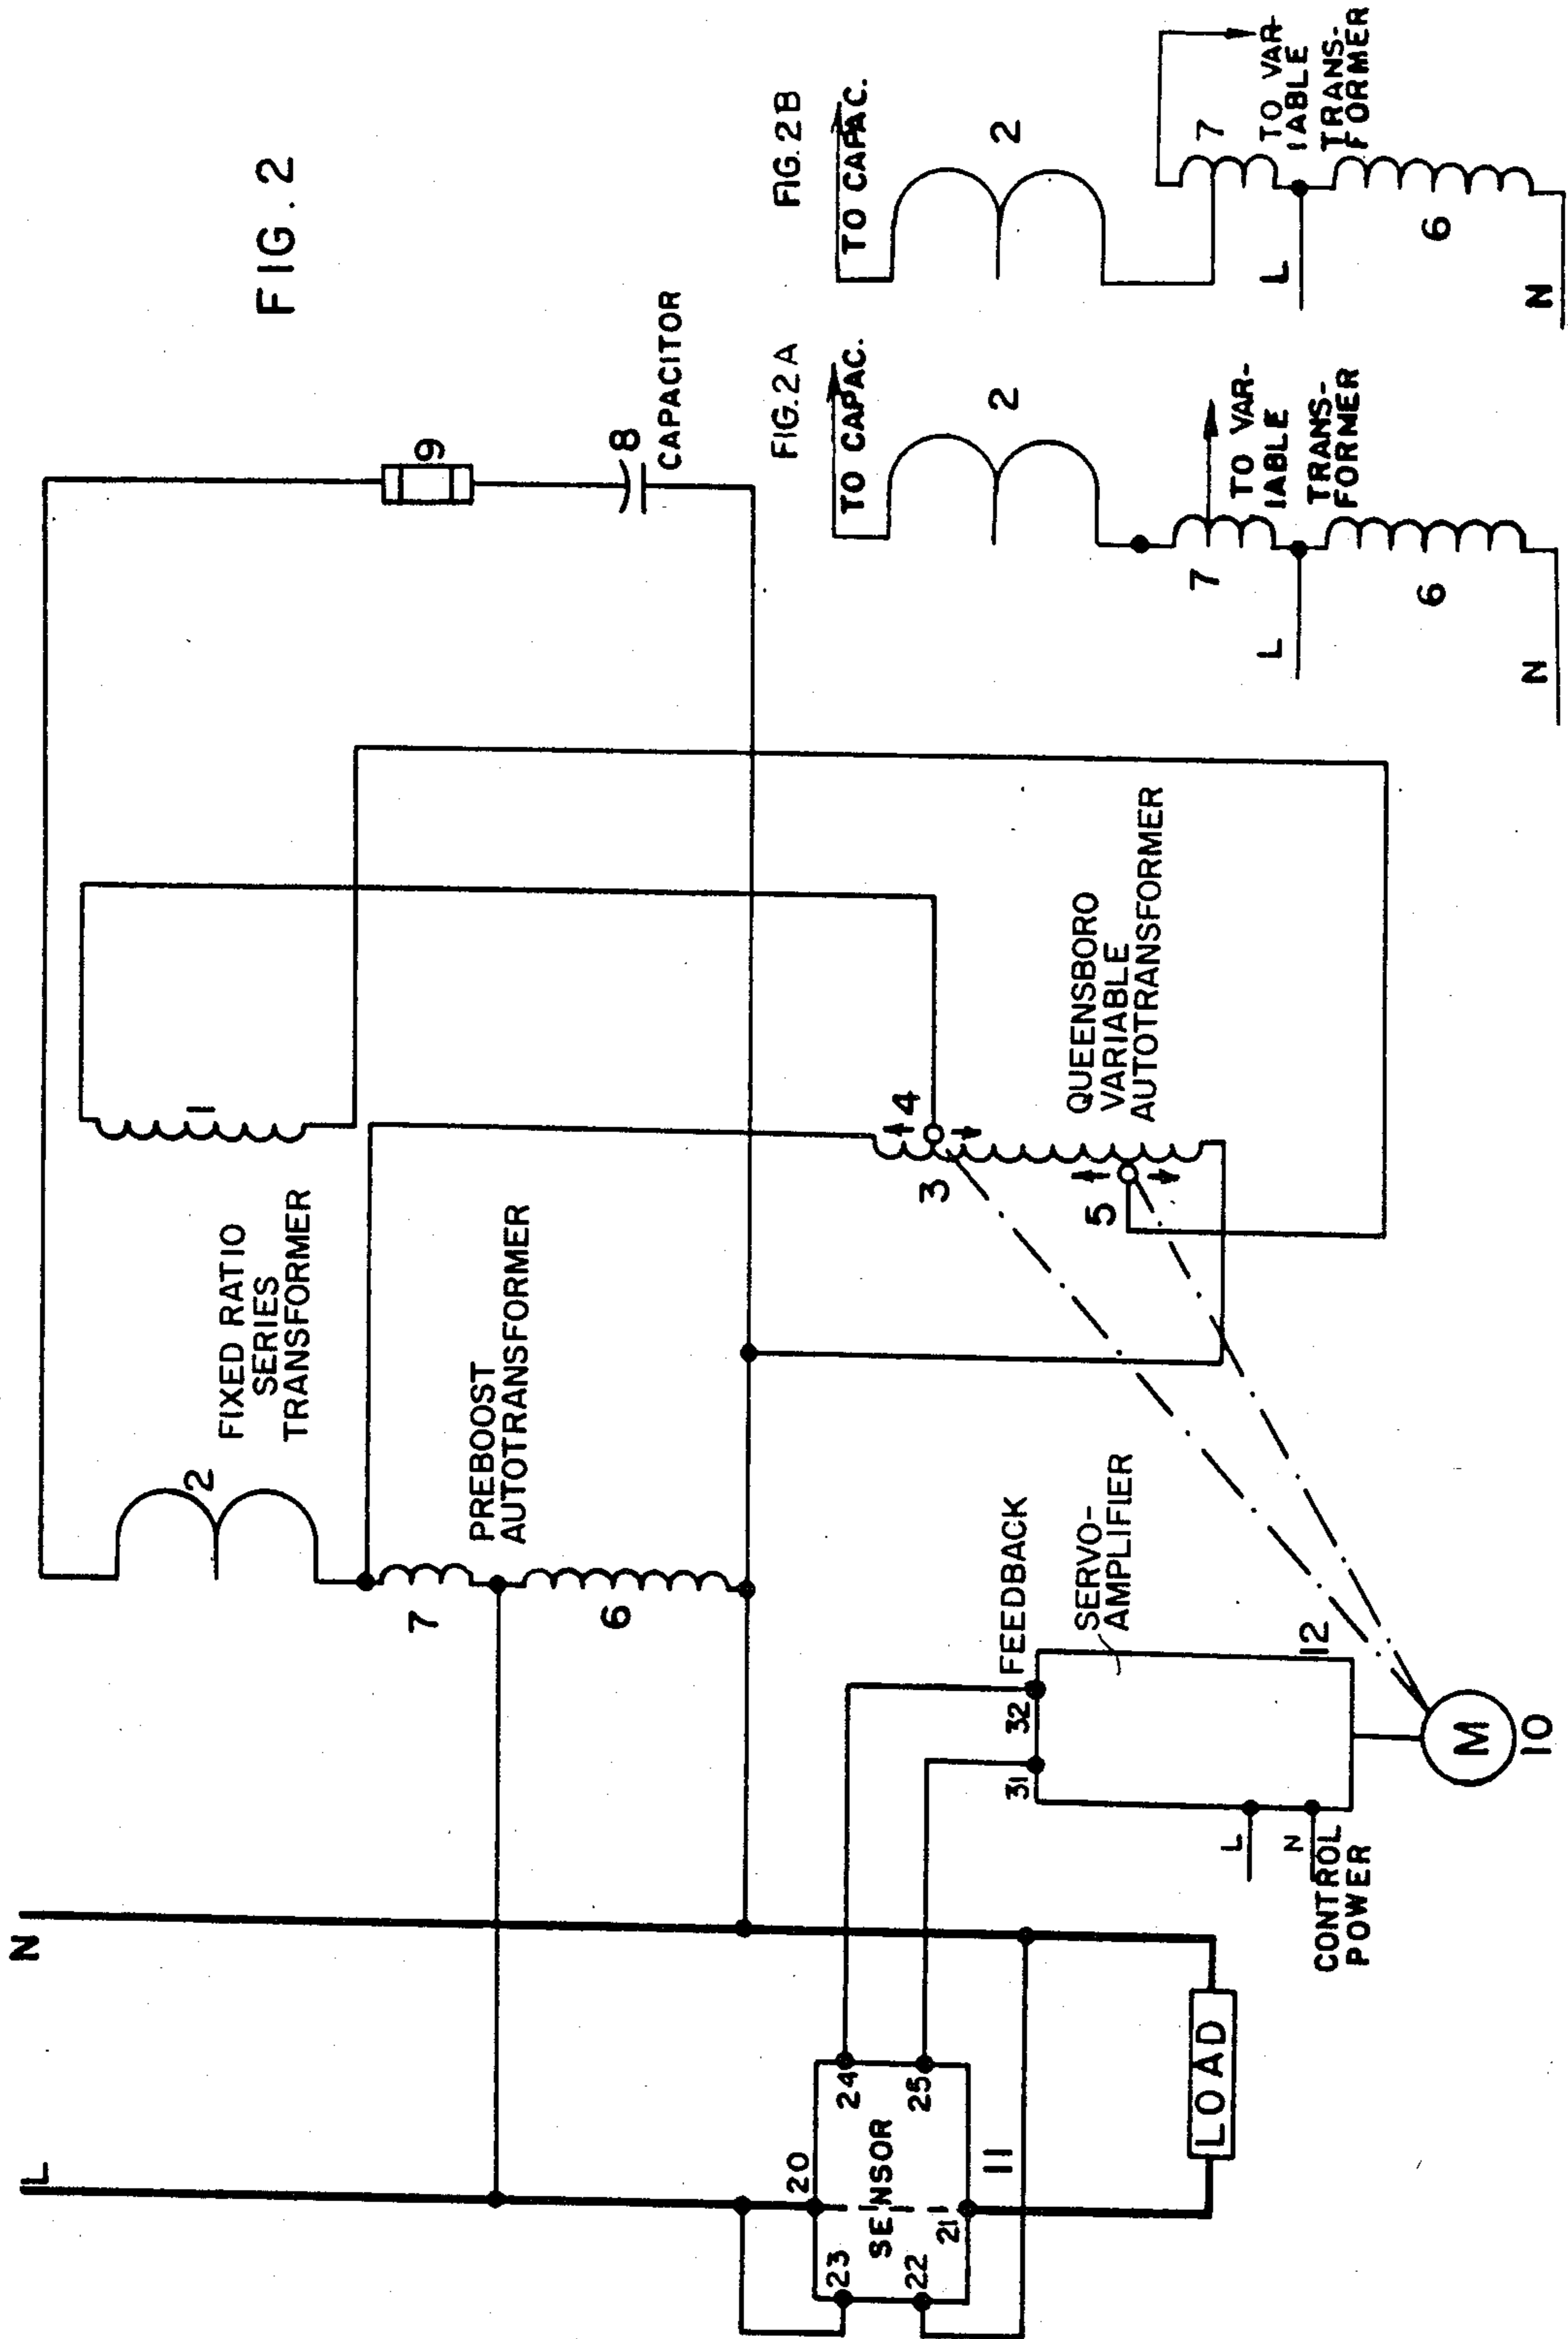 FIG. 2
L
N
2
FIXED RATIO
SERIES
TRANSFORMER
1
9
8
CAPACITOR
7
6
PREBOOST
AUTOTRANSFORMER
3
4
5
QUEENSBORO
VARIABLE
AUTOTRANSFORMER
20
23
24
SENSOR
22
21
25
11
LOAD
FEEDBACK
31
32
SERVO-
AMPLIFIER
12
L
N
CONTROL
POWER
M
10
FIG. 2A
TO CAPAC.
2
7
TO VAR-
IABLE
TRANS-
FORMER
L
6
N
FIG. 2B
TO CAPAC.
2
7
TO VAR-
IABLE
TRANS-
FORMER
L
6
N